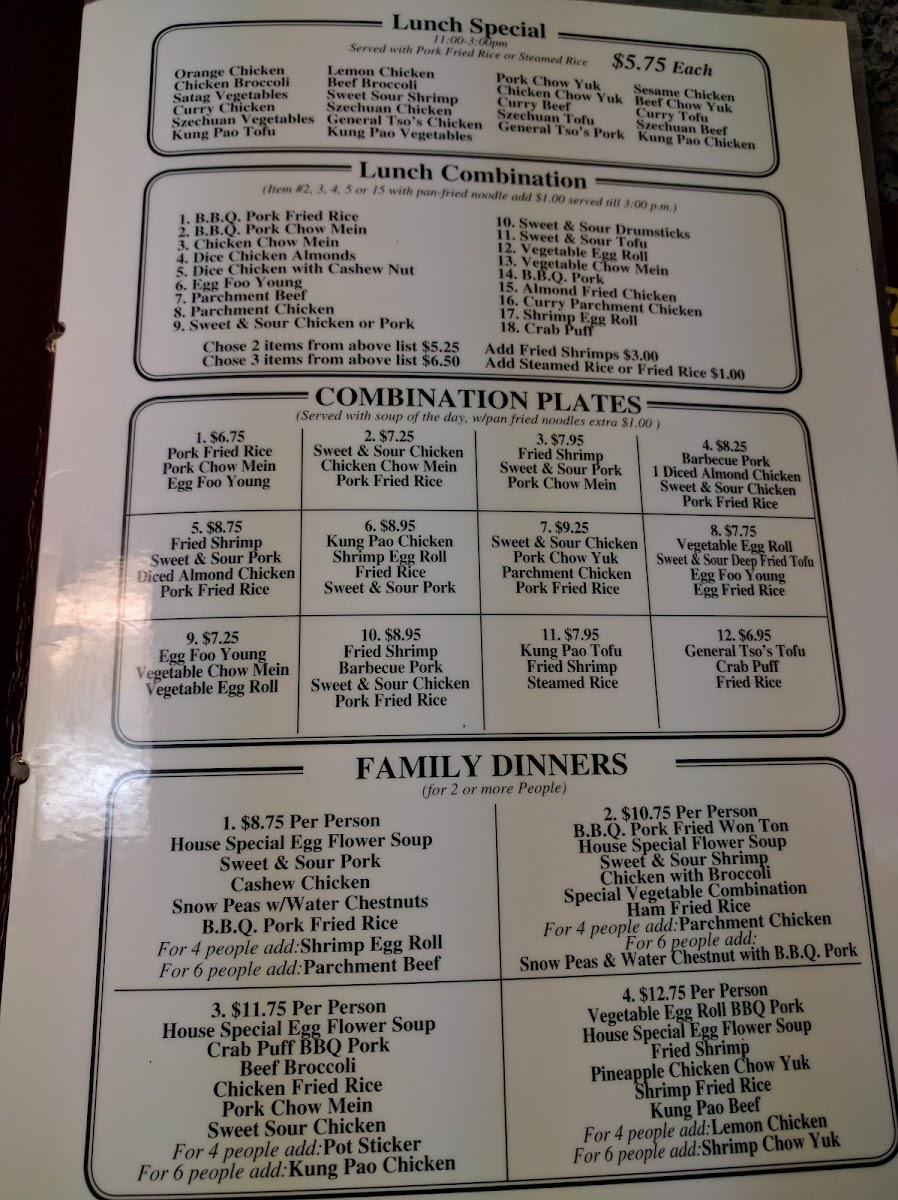 Lunch Special
11:00-3:00pm
Served with Pork Fried Rice or Steamed Rice
$5.75 Each
Orange Chicken
Chicken Broccoli
Satag Vegetables
Curry Chicken
Szechuan Vegetables
Kung Pao Tofu
Lemon Chicken
Beef Broccoli
Sweet Sour Shrimp
Szechuan Chicken
General Tso's Chicken
Kung Pao Vegetables
Pork Chow Yuk
Chicken Chow Yuk
Curry Beef
Szechuan Tofu
General Tso's Pork
Sesame Chicken
Beef Chow Yuk
Curry Tofu
Szechuan Beef
Kung Pao Chicken
Lunch Combination
(Item #2, 3, 4, 5 or 15 with pan-fried noodle add $1.00 served till 3:00 p.m.)
1. B.B.Q. Pork Fried Rice
2. B.B.Q. Pork Chow Mein
3. Chicken Chow Mein
4. Dice Chicken Almonds
5. Dice Chicken with Cashew Nut
6. Egg Foo Young
7. Parchment Beef
8. Parchment Chicken
9. Sweet & Sour Chicken or Pork
10. Sweet & Sour Drumsticks
11. Sweet & Sour Tofu
12. Vegetable Egg Roll
13. Vegetable Chow Mein
14. B.B.Q. Pork
15. Almond Fried Chicken
16. Curry Parchment Chicken
17. Shrimp Egg Roll
18. Crab Puff
Chose 2 items from above list $5.25
Chose 3 items from above list $6.50
Add Fried Shrimps $3.00
Add Steamed Rice or Fried Rice $1.00
COMBINATION PLATES
(Served with soup of the day, w/pan fried noodles extra $1.00 )
1. $6.75
Pork Fried Rice
Pork Chow Mein
Egg Foo Young
2. $7.25
Sweet & Sour Chicken
Chicken Chow Mein
Pork Fried Rice
3. $7.95
Fried Shrimp
Sweet & Sour Pork
Pork Chow Mein
4. $8.25
Barbecue Pork
1 Diced Almond Chicken
Sweet & Sour Chicken
Pork Fried Rice
5. $8.75
Fried Shrimp
Sweet & Sour Pork
Diced Almond Chicken
Pork Fried Rice
6. $8.95
Kung Pao Chicken
Shrimp Egg Roll
Fried Rice
Sweet & Sour Pork
7. $9.25
Sweet & Sour Chicken
Pork Chow Yuk
Parchment Chicken
Pork Fried Rice
8. $7.75
Vegetable Egg Roll
Sweet & Sour Deep Fried Tofu
Egg Foo Young
Egg Fried Rice
9. $7.25
Egg Foo Young
Vegetable Chow Mein
Vegetable Egg Roll
10. $8.95
Fried Shrimp
Barbecue Pork
Sweet & Sour Chicken
Pork Fried Rice
11. $7.95
Kung Pao Tofu
Fried Shrimp
Steamed Rice
12. $6.95
General Tso's Tofu
Crab Puff
Fried Rice
FAMILY DINNERS
(for 2 or more People)
1. $8.75 Per Person
House Special Egg Flower Soup
Sweet & Sour Pork
Cashew Chicken
Snow Peas w/Water Chestnuts
B.B.Q. Pork Fried Rice
For 4 people add:Shrimp Egg Roll
For 6 people add:Parchment Beef
2. $10.75 Per Person
B.B.Q. Pork Fried Won Ton
House Special Flower Soup
Sweet & Sour Shrimp
Chicken with Broccoli
Special Vegetable Combination
Ham Fried Rice
For 4 people add:Parchment Chicken
For 6 people add:
Snow Peas & Water Chestnut with B.B.Q. Pork
3. $11.75 Per Person
House Special Egg Flower Soup
Crab Puff BBQ Pork
Beef Broccoli
Chicken Fried Rice
Pork Chow Mein
Sweet Sour Chicken
For 4 people add:Pot Sticker
For 6 people add:Kung Pao Chicken
4. $12.75 Per Person
Vegetable Egg Roll BBQ Pork
House Special Egg Flower Soup
Fried Shrimp
Pineapple Chicken Chow Yuk
Shrimp Fried Rice
Kung Pao Beef
For 4 people add:Lemon Chicken
For 6 people add:Shrimp Chow Yuk